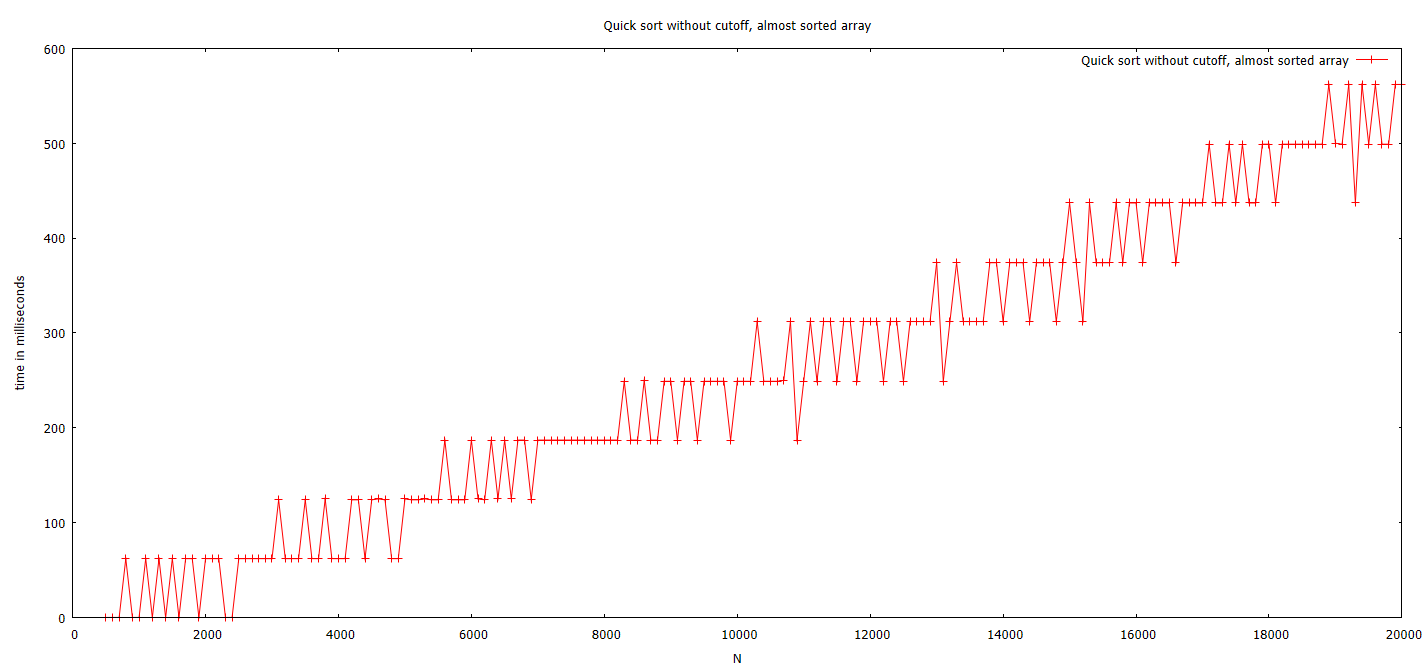 Quick sort without cutoff, almost sorted array
600
Quick sort without cutoff, almost sorted array
500
400
300
200
100
0
time in milliseconds
0 2000 4000 6000 8000 10000 12000 14000 16000 18000 20000
N